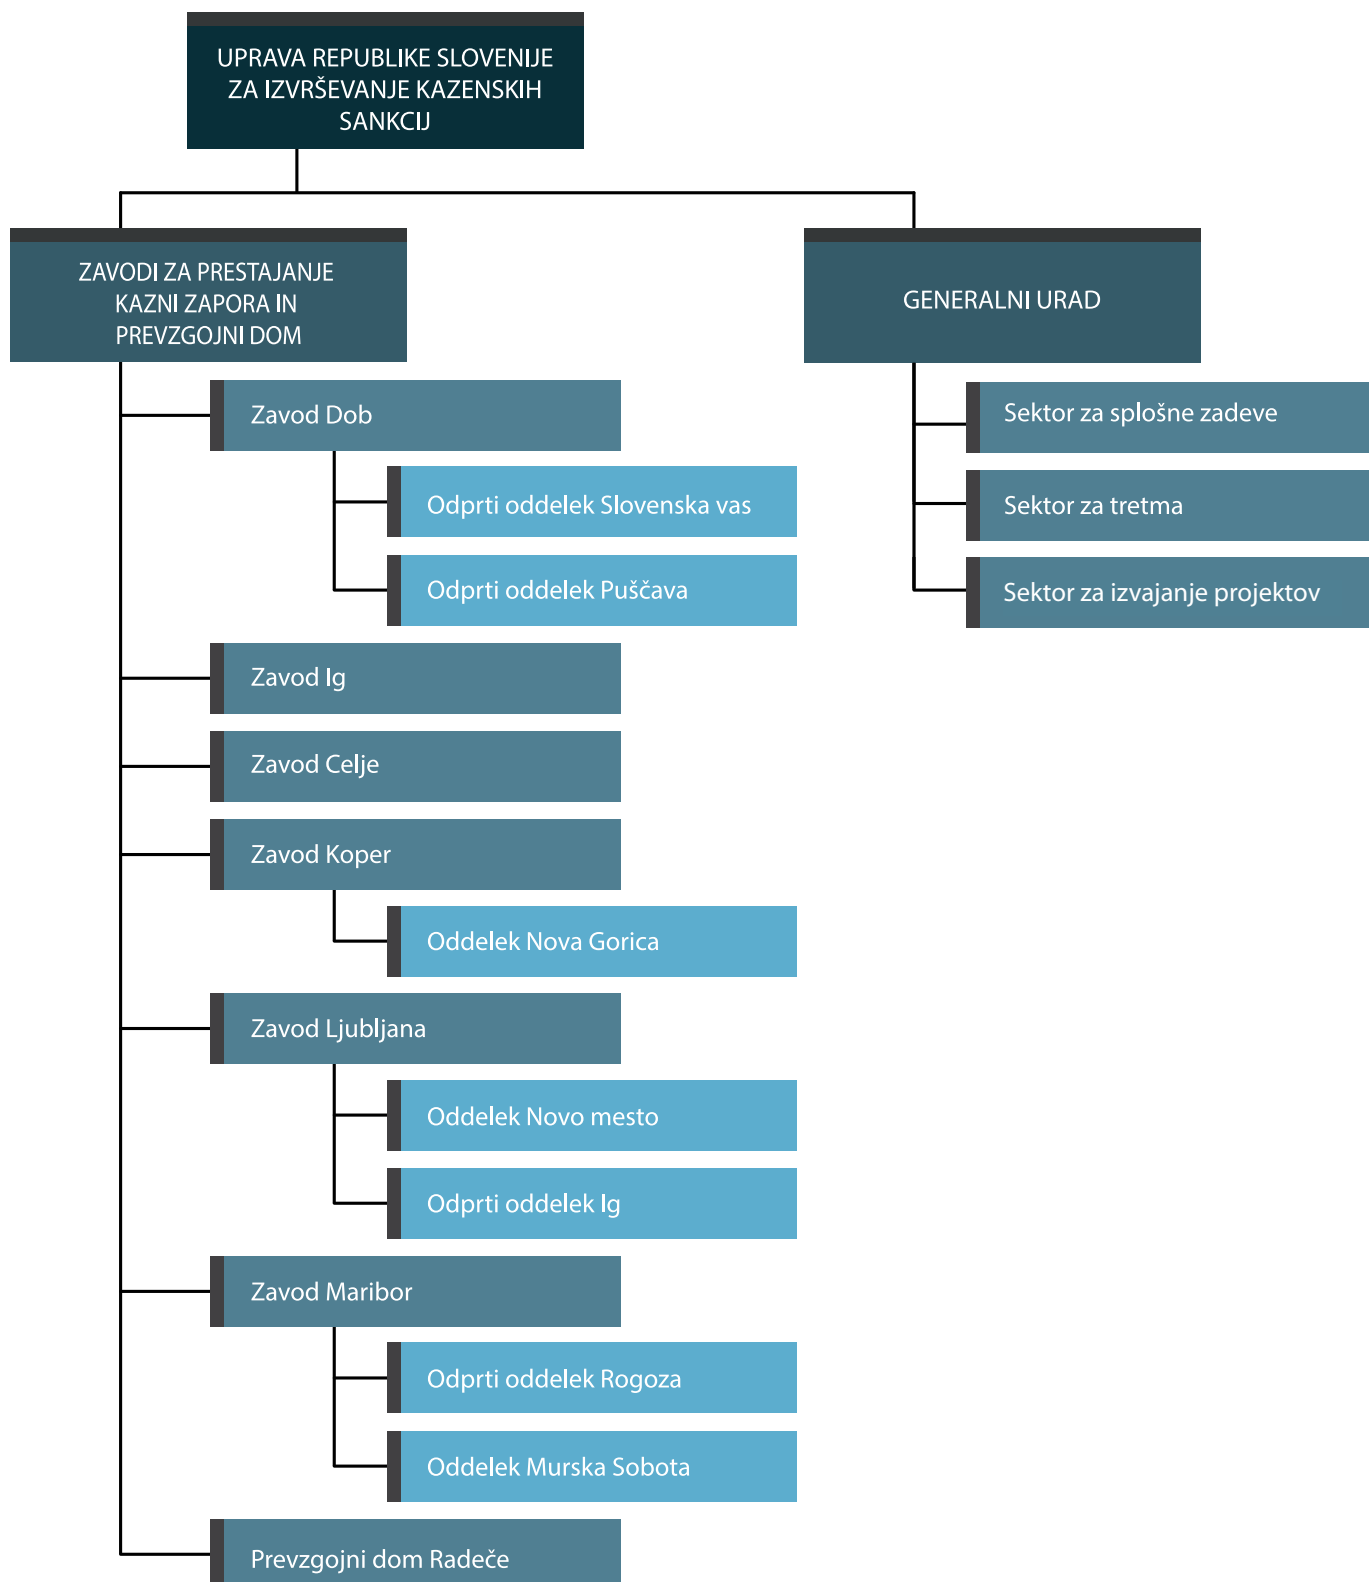 UPRAVA REPUBLIKE SLOVENIJE
ZA IZVRŠEVANJE KAZENSKIH
SANKCIJ
ZAVODI ZA PRESTAJANJE
KAZNI ZAPORA IN
PREVZGOJNI DOM
Zavod Dob
Odprti oddelek Slovenska vas
Odprti oddelek Puščava
Zavod Ig
Zavod Celje
Zavod Koper
Oddelek Nova Gorica
Zavod Ljubljana
Oddelek Novo mesto
Odprti oddelek Ig
Zavod Maribor
Odprti oddelek Rogoza
Oddelek Murska Sobota
Prevzgojni dom Radeče
GENERALNI URAD
Sektor za splošne zadeve
Sektor za tretma
Sektor za izvajanje projektov